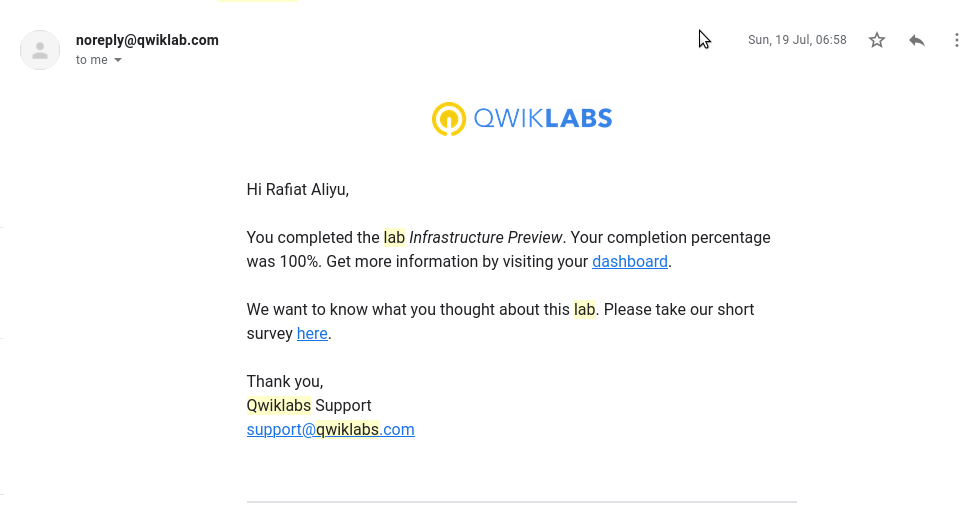 noreply@qwiklab.com
Sun, 19 Jul, 06:58
to me
QWIKLABS
Hi Rafiat Aliyu,
You completed the lab Infrastructure Preview. Your completion percentage
was 100%. Get more information by visiting your dashboard.
We want to know what you thought about this lab. Please take our short
survey here.
Thank you,
Qwiklabs Support
support@qwiklabs.com